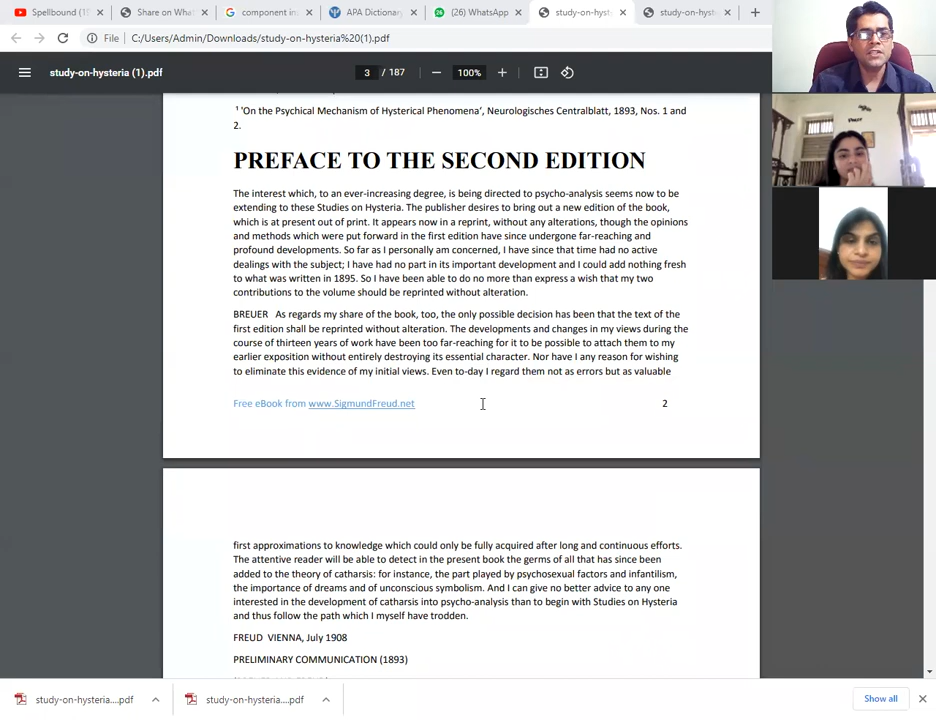 Spellbound (15
Share on Wha
component in
APA Dictionary
(26) WhatsApp
study-on-hyst
study-on-hyst
File
C:/Users/Admin/Downloads/study-on-hysteria%20(1).pdf
study-on-hysteria (1).pdf
3 / 187
100%
¹ 'On the Psychical Mechanism of Hysterical Phenomena', Neurologisches Centralblatt, 1893, Nos. 1 and
2.
PREFACE TO THE SECOND EDITION
The interest which, to an ever-increasing degree, is being directed to psycho-analysis seems now to be
extending to these Studies on Hysteria. The publisher desires to bring out a new edition of the book,
which is at present out of print. It appears now in a reprint, without any alterations, though the opinions
and methods which were put forward in the first edition have since undergone far-reaching and
profound developments. So far as I personally am concerned, I have since that time had no active
dealings with the subject; I have had no part in its important development and I could add nothing fresh
to what was written in 1895. So I have been able to do no more than express a wish that my two
contributions to the volume should be reprinted without alteration.
BREUER As regards my share of the book, too, the only possible decision has been that the text of the
first edition shall be reprinted without alteration. The developments and changes in my views during the
course of thirteen years of work have been too far-reaching for it to be possible to attach them to my
earlier exposition without entirely destroying its essential character. Nor have I any reason for wishing
to eliminate this evidence of my initial views. Even to-day I regard them not as errors but as valuable
Free eBook from www.SigmundFreud.net
2
first approximations to knowledge which could only be fully acquired after long and continuous efforts.
The attentive reader will be able to detect in the present book the germs of all that has since been
added to the theory of catharsis: for instance, the part played by psychosexual factors and infantilism,
the importance of dreams and of unconscious symbolism. And I can give no better advice to any one
interested in the development of catharsis into psycho-analysis than to begin with Studies on Hysteria
and thus follow the path which I myself have trodden.
FREUD VIENNA, July 1908
PRELIMINARY COMMUNICATION (1893)
study-on-hysteria....pdf
study-on-hysteria....pdf
Show all